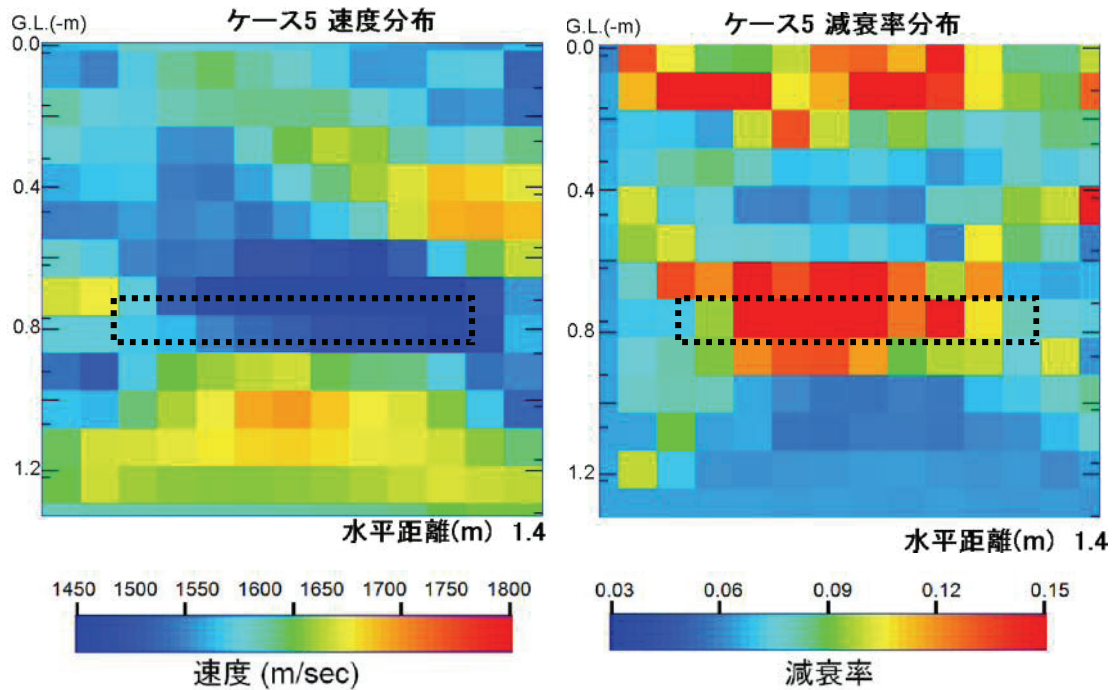 G.L.(-m)
ケース5 速度分布
0.0
0.4
0.8
1.2
水平距離(m) 1.4
1450 1500 1550 1600 1650 1700 1750 1800
速度 (m/sec)
G.L.(-m)
ケース5 減衰率分布
0.0
0.4
0.8
1.2
水平距離(m) 1.4
0.03 0.06 0.09 0.12 0.15
減衰率